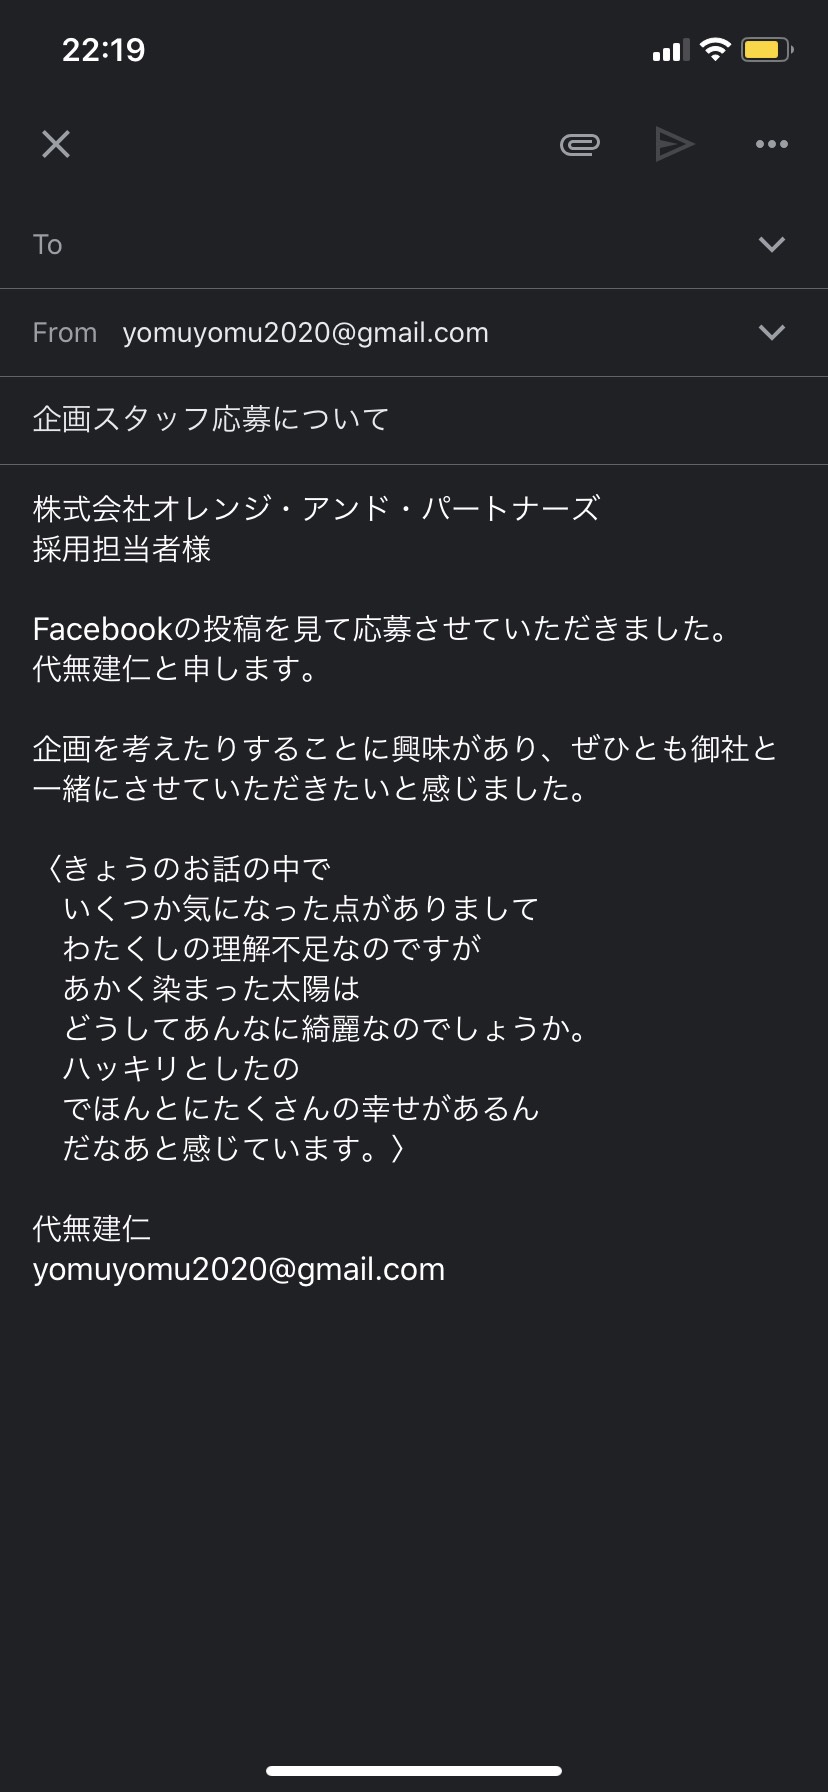 22:19
To
From yomuyomu2020@gmail.com
企画スタッフ応募について
株式会社オレンジ・アンド・パートナーズ
採用担当者様
Facebookの投稿を見て応募させていただきました。
代無建仁と申します。
企画を考えたりすることに興味があり、ぜひとも御社と
一緒にさせていただきたいと感じました。
〈きょうのお話の中で
いくつか気になった点がありまして
わたくしの理解不足なのですが
あかく染まった太陽は
どうしてあんなに綺麗なのでしょうか。
ハッキリとしたの
でほんとにたくさんの幸せがあるん
だなあと感じています。〉
代無建仁
yomuyomu2020@gmail.com